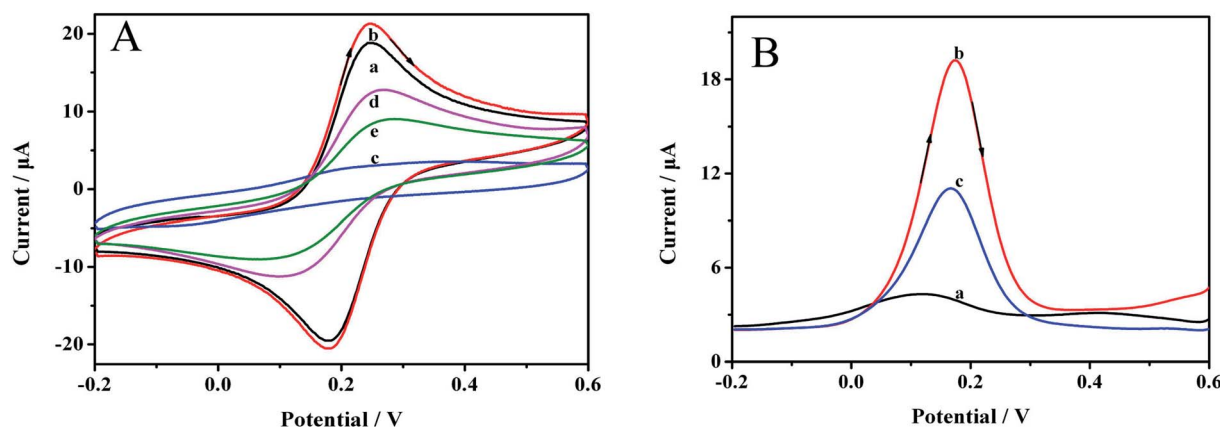 A
20
10
0
-10
-20
Current / μA
b
a
d
e
c
-0.2 0.0 0.2 0.4 0.6
Potential / V
B
18
12
6
0
Current / μA
b
c
a
-0.2 0.0 0.2 0.4 0.6
Potential / V